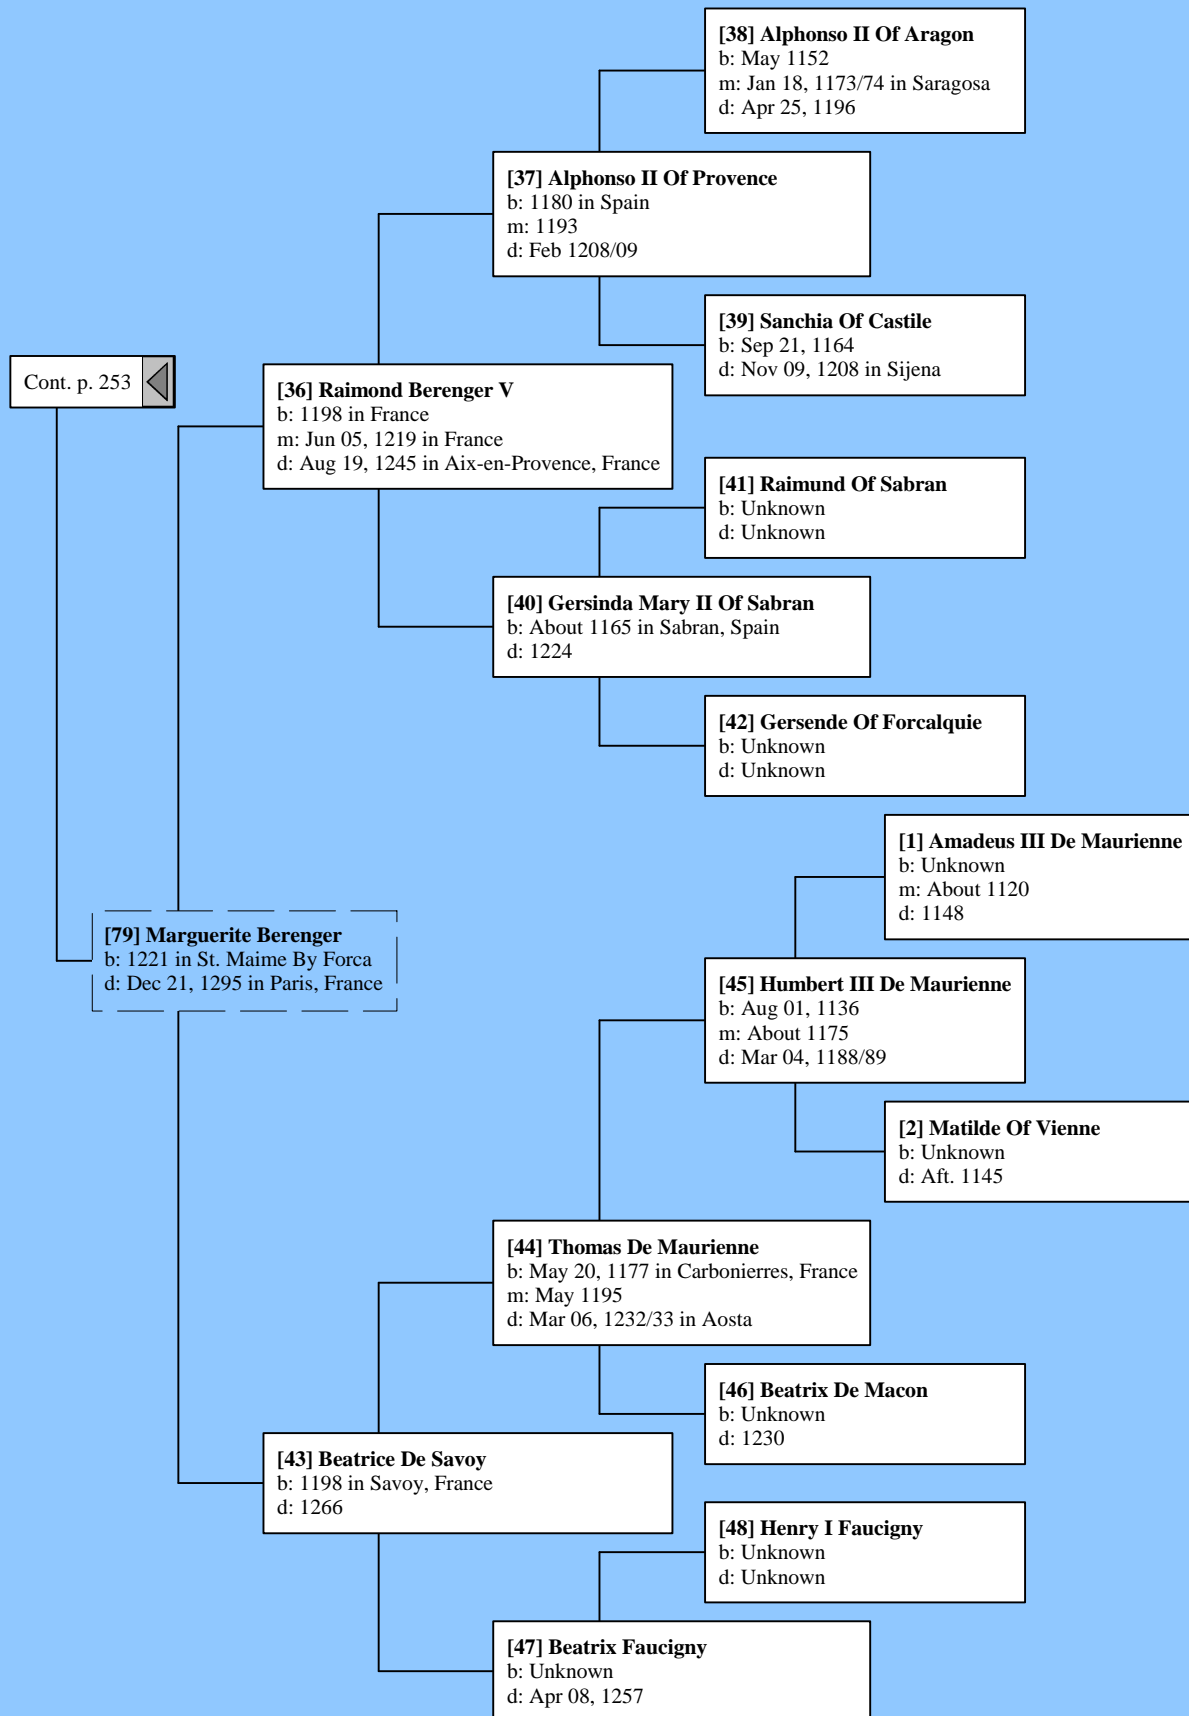 [38] Alphonso II Of Aragon
b: May 1152
m: Jan 18, 1173/74 in Saragosa
d: Apr 25, 1196
[37] Alphonso II Of Provence
b: 1180 in Spain
m: 1193
d: Feb 1208/09
[39] Sanchia Of Castile
b: Sep 21, 1164
d: Nov 09, 1208 in Sijena
Cont. p. 253
[36] Raimond Berenger V
b: 1198 in France
m: Jun 05, 1219 in France
d: Aug 19, 1245 in Aix-en-Provence, France
[41] Raimund Of Sabran
b: Unknown
d: Unknown
[40] Gersinda Mary II Of Sabran
b: About 1165 in Sabran, Spain
d: 1224
[42] Gersende Of Forcalquie
b: Unknown
d: Unknown
[1] Amadeus III De Maurienne
b: Unknown
m: About 1120
d: 1148
[79] Marguerite Berenger
b: 1221 in St. Maime By Forca
d: Dec 21, 1295 in Paris, France
[45] Humbert III De Maurienne
b: Aug 01, 1136
m: About 1175
d: Mar 04, 1188/89
[2] Matilde Of Vienne
b: Unknown
d: Aft. 1145
[44] Thomas De Maurienne
b: May 20, 1177 in Carbonierres, France
m: May 1195
d: Mar 06, 1232/33 in Aosta
[46] Beatrix De Macon
b: Unknown
d: 1230
[43] Beatrice De Savoy
b: 1198 in Savoy, France
d: 1266
[48] Henry I Faucigny
b: Unknown
d: Unknown
[47] Beatrix Faucigny
b: Unknown
d: Apr 08, 1257